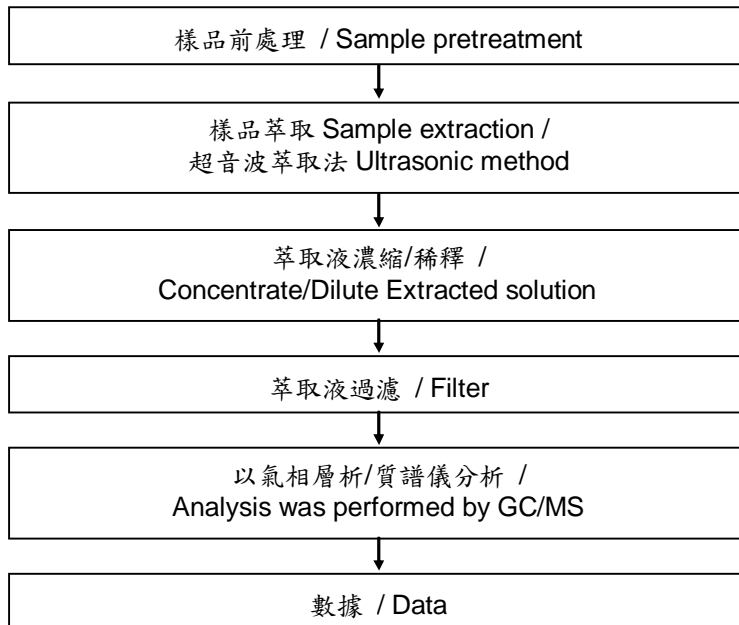 樣品前處理 / Sample pretreatment
樣品萃取 Sample extraction /
超音波萃取法 Ultrasonic method
萃取液濃縮/稀釋 /
Concentrate/Dilute Extracted solution
萃取液過濾 / Filter
以氣相層析/質譜儀分析 /
Analysis was performed by GC/MS
數據 / Data